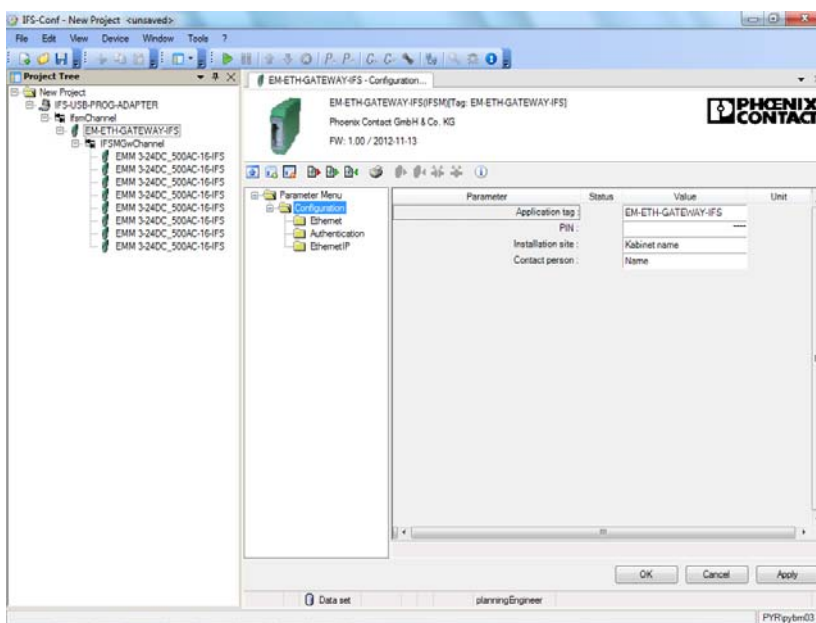 IFS-Conf - New Project <unsaved>
File Edit View Device Window Tools ?
Project Tree
New Project
IFS-USB-PROG-ADAPTER
IfsmChannel
EM-ETH-GATEWAY-IFS
IFSMGwChannel
EMM 3-24DC_500AC-16-IFS
EMM 3-24DC_500AC-16-IFS
EMM 3-24DC_500AC-16-IFS
EMM 3-24DC_500AC-16-IFS
EMM 3-24DC_500AC-16-IFS
EMM 3-24DC_500AC-16-IFS
EMM 3-24DC_500AC-16-IFS
EMM 3-24DC_500AC-16-IFS
EM-ETH-GATEWAY-IFS - Configuration...
EM-ETH-GATEWAY-IFS(IFSM)[Tag: EM-ETH-GATEWAY-IFS]
Phoenix Contact GmbH & Co. KG
FW: 1.00 / 2012-11-13
PHŒNIX
CONTACT
Parameter Menu
Configuration
Ethernet
Authentication
Ethernet IP
Parameter Status Value Unit
Application tag : EM-ETH-GATEWAY-IFS
PIN : ----
Installation site : Kabinet name
Contact person : Name
OK Cancel Apply
Data set planningEngineer
PYR\pybm03